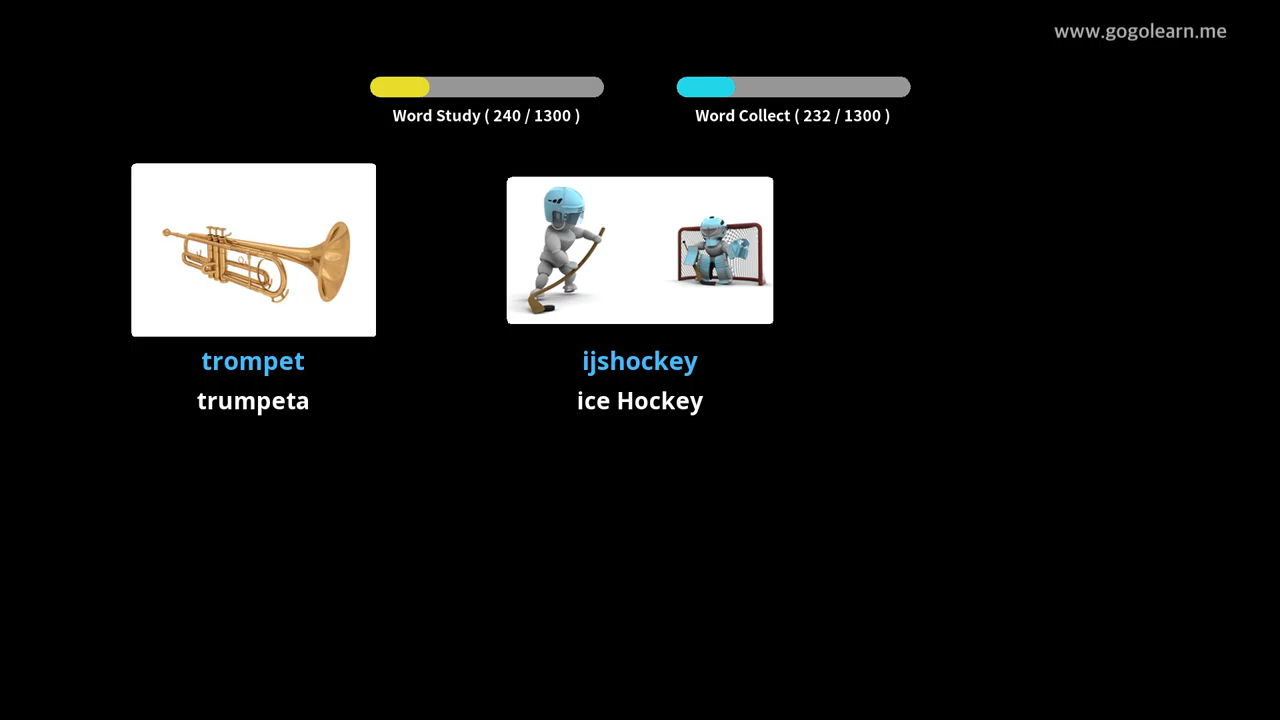 www.gogolearn.me
Word Study ( 240 / 1300 )
Word Collect ( 232 / 1300 )
trompet
trumpeta
ijshockey
ice Hockey